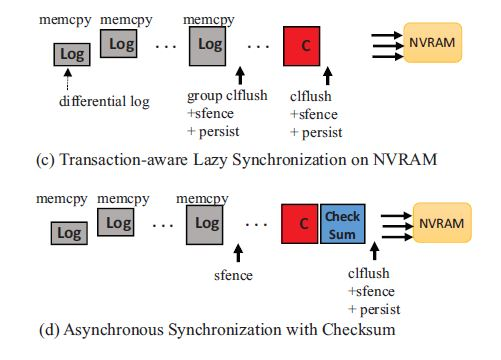 memcpy memcpy memcpy
Log Log ... Log ... C NVRAM
differential log
group clflush
+sfence
+ persist
clflush
+sfence
+ persist
(c) Transaction-aware Lazy Synchronization on NVRAM
memcpy memcpy memcpy
Log Log ... Log ... C Check
Sum
NVRAM
sfence
clflush
+sfence
+ persist
(d) Asynchronous Synchronization with Checksum